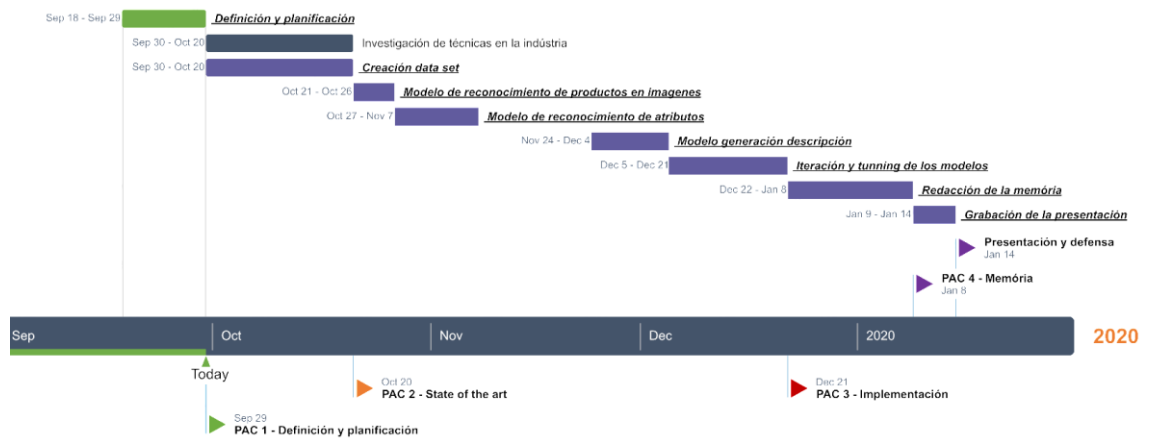 Sep 18 - Sep 29 Definición y planificación
Sep 30 - Oct 20 Investigación de técnicas en la indústria
Sep 30 - Oct 20 Creación data set
Oct 21 - Oct 26 Modelo de reconocimiento de productos en imagenes
Oct 27 - Nov 7 Modelo de reconocimiento de atributos
Nov 24 - Dec 4 Modelo generación descripción
Dec 5 - Dec 21 Iteración y tunning de los modelos
Dec 22 - Jan 8 Redacción de la memória
Jan 9 - Jan 14 Grabación de la presentación
Presentación y defensa
Jan 14
PAC 4 - Memória
Jan 8
Sep Oct Nov Dec 2020 2020
Today
Oct 20
PAC 2 - State of the art
Dec 21
PAC 3 - Implementación
Sep 29
PAC 1 - Definición y planificación